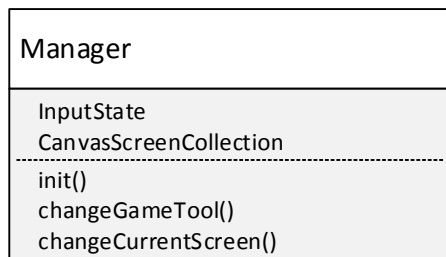 Manager
InputState
CanvasScreenCollection
init()
changeGameTool()
changeCurrentScreen()